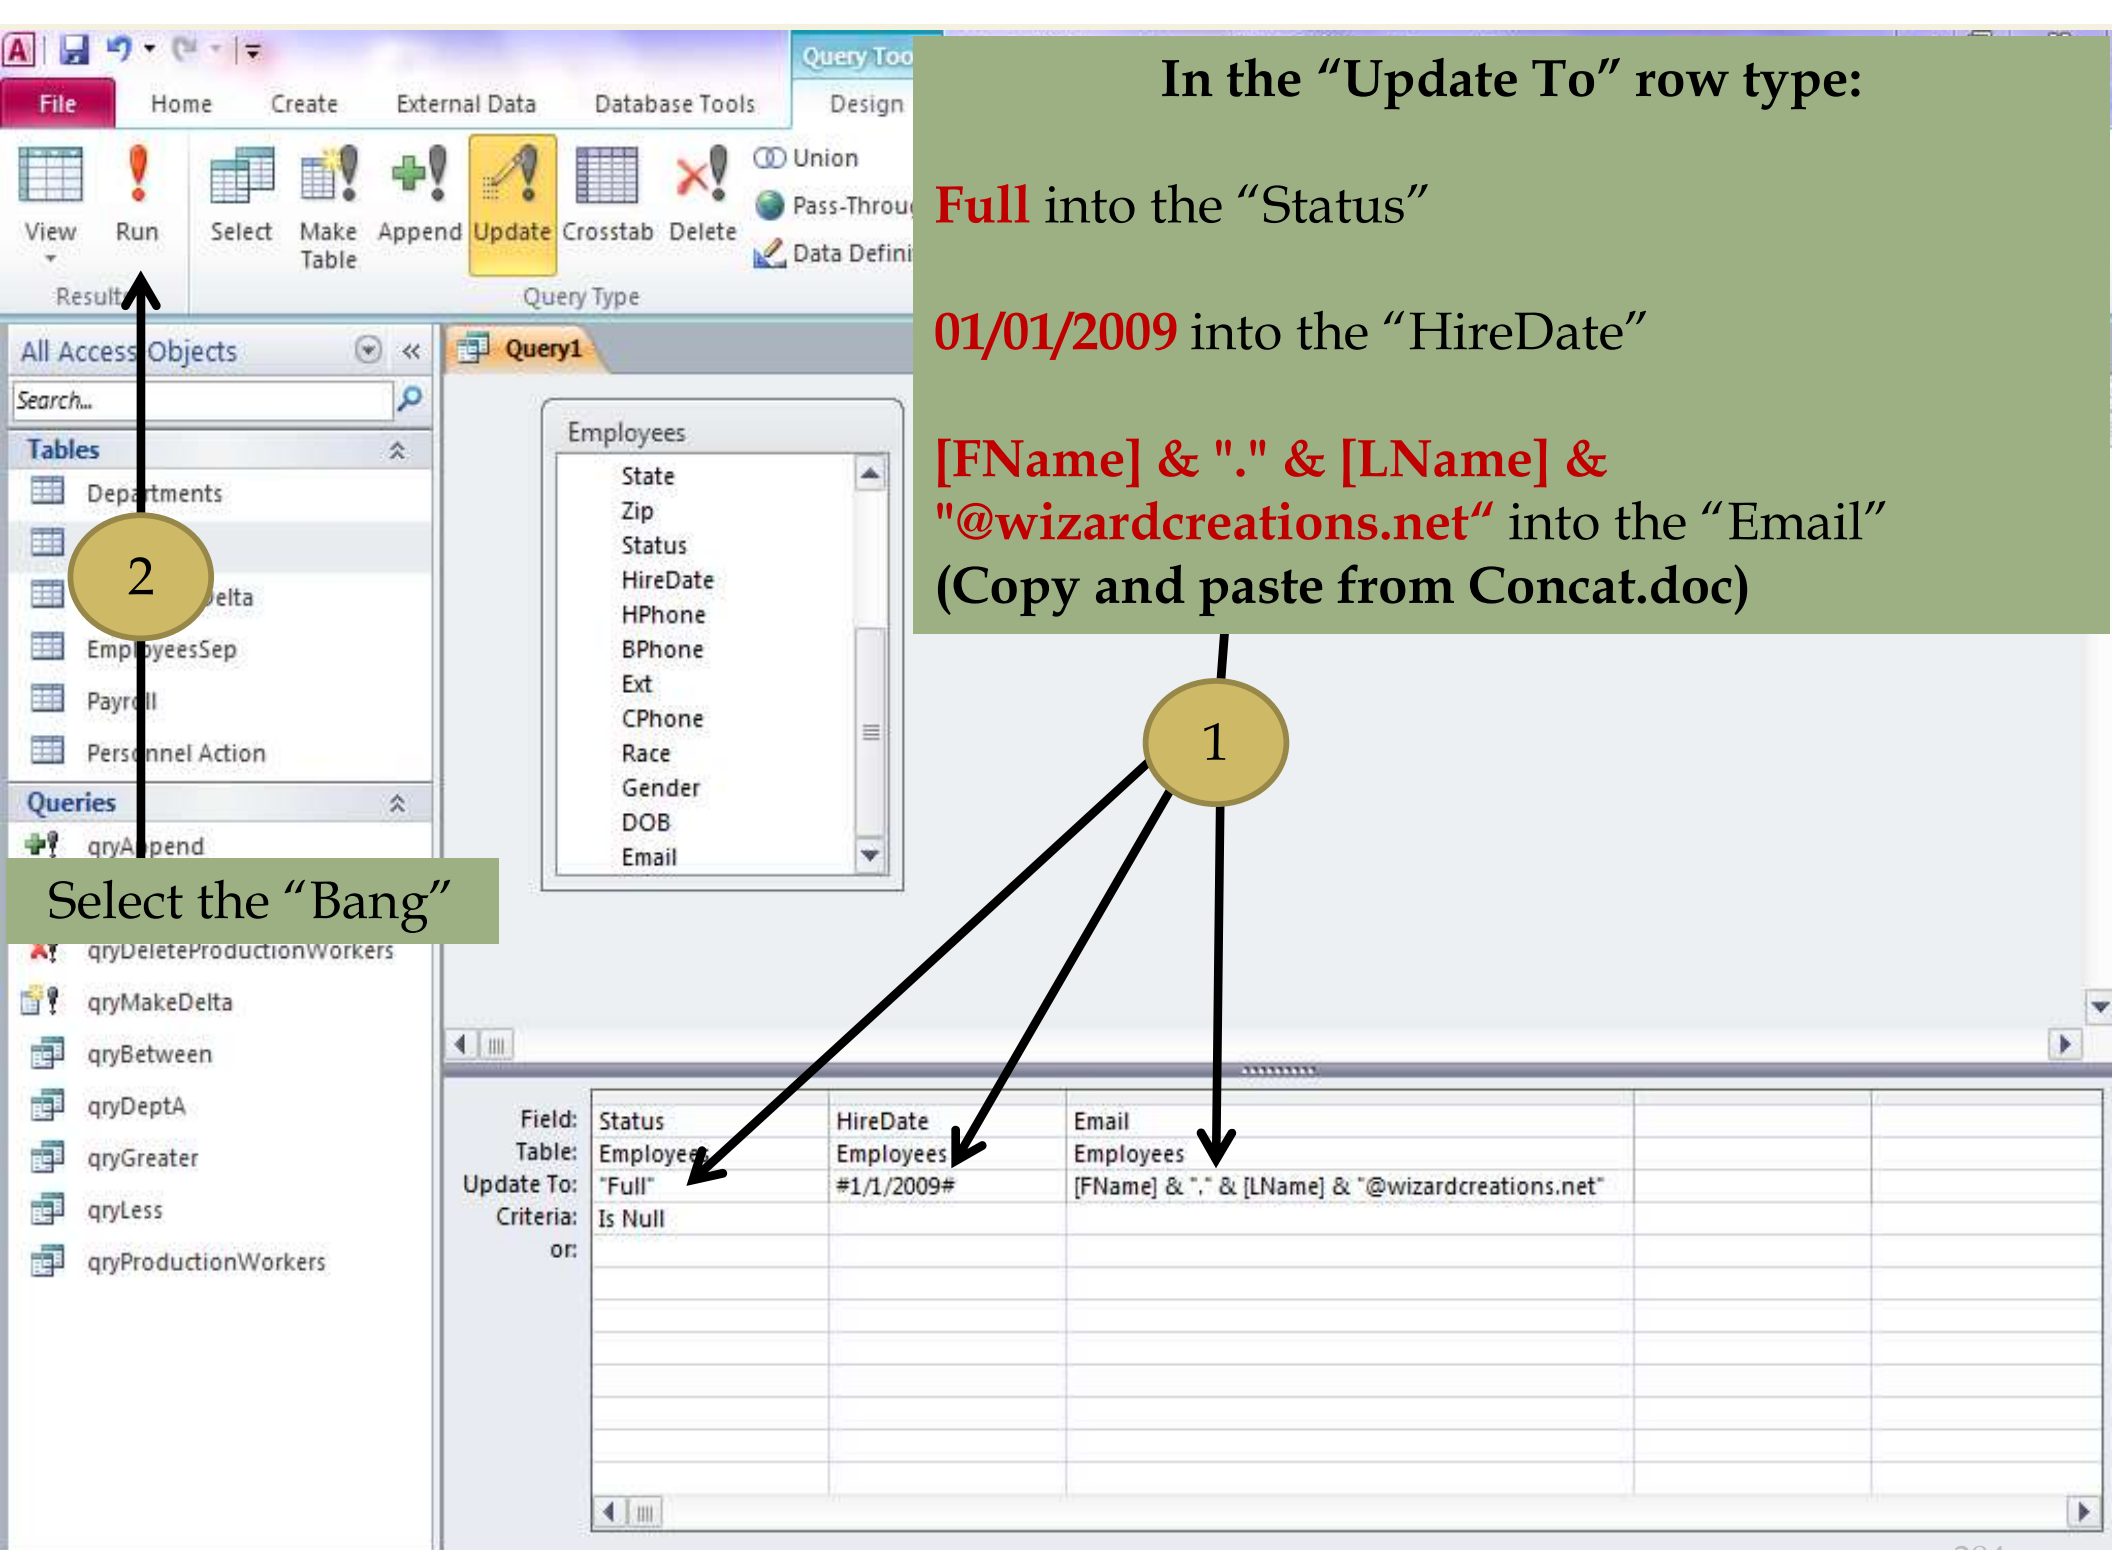 Query Too
File Home Create External Data Database Tools Design
View Run Select Make Table Append Update Crosstab Delete
Union
Pass-Throu
Data Defini
Query Type
In the “Update To” row type:
Full into the “Status”
01/01/2009 into the “HireDate”
[FName] & "." & [LName] &
"@wizardcreations.net“ into the “Email”
(Copy and paste from Concat.doc)
All Access Objects
Search...
Tables
Departments
2
elta
EmployeesSep
Payroll
Personnel Action
Queries
qryAppend
Select the “Bang”
qryDeleteProductionWorkers
qryMakeDelta
qryBetween
qryDeptA
qryGreater
qryLess
qryProductionWorkers
Query1
Employees
State
Zip
Status
HireDate
HPhone
BPhone
Ext
CPhone
Race
Gender
DOB
Email
1
Field: Status HireDate Email
Table: Employees Employees Employees
Update To: "Full" #1/1/2009# [FName] & "." & [LName] & "@wizardcreations.net"
Criteria: Is Null
or: